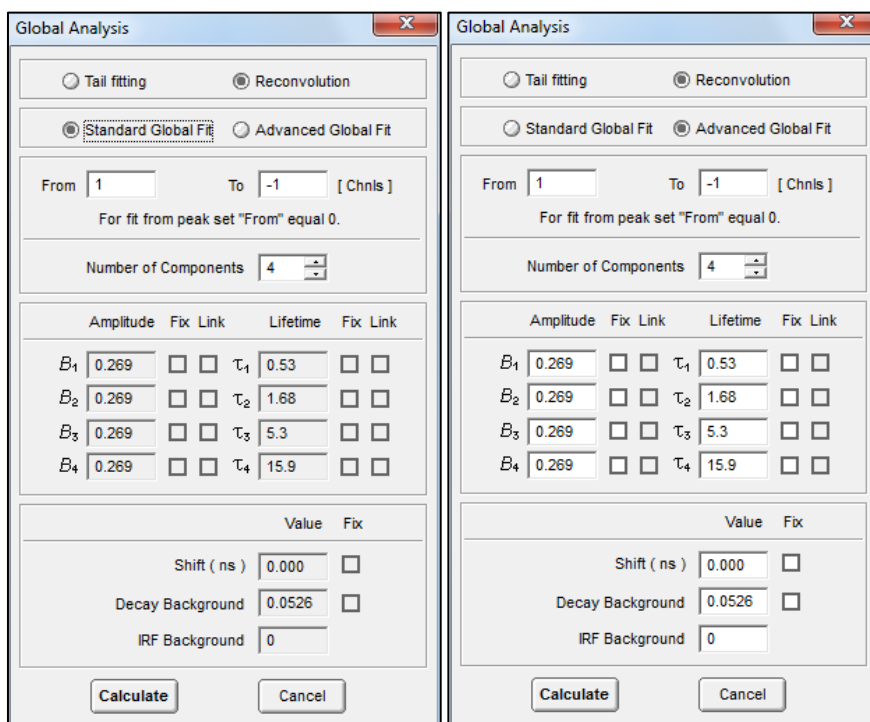 Global Analysis
Tail fitting Reconvolution
Standard Global Fit Advanced Global Fit
From 1 To -1 [ Chnls ]
For fit from peak set "From" equal 0.
Number of Components 4
Amplitude Fix Link Lifetime Fix Link
B₁ 0.269 τ₁ 0.53
B₂ 0.269 τ₂ 1.68
B₃ 0.269 τ₃ 5.3
B₄ 0.269 τ₄ 15.9
Value Fix
Shift ( ns ) 0.000
Decay Background 0.0526
IRF Background 0
Calculate Cancel
Global Analysis
Tail fitting Reconvolution
Standard Global Fit Advanced Global Fit
From 1 To -1 [ Chnls ]
For fit from peak set "From" equal 0.
Number of Components 4
Amplitude Fix Link Lifetime Fix Link
B₁ 0.269 τ₁ 0.53
B₂ 0.269 τ₂ 1.68
B₃ 0.269 τ₃ 5.3
B₄ 0.269 τ₄ 15.9
Value Fix
Shift ( ns ) 0.000
Decay Background 0.0526
IRF Background 0
Calculate Cancel